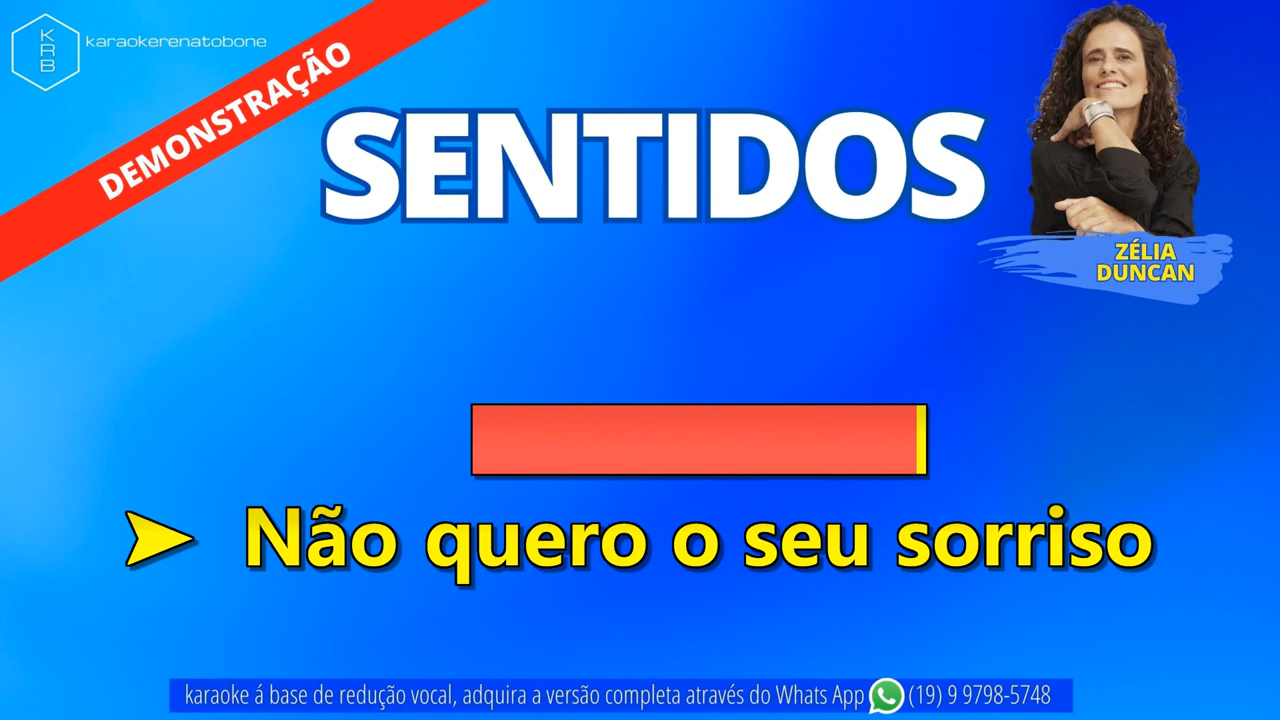 KRB
karaokerenatobone
DEMONSTRAÇÃO
SENTIDOS
ZÉLIA
DUNCAN
➤ Não quero o seu sorriso
karaoke á base de redução vocal, adquira a versão completa através do Whats App (19) 9 9798-5748